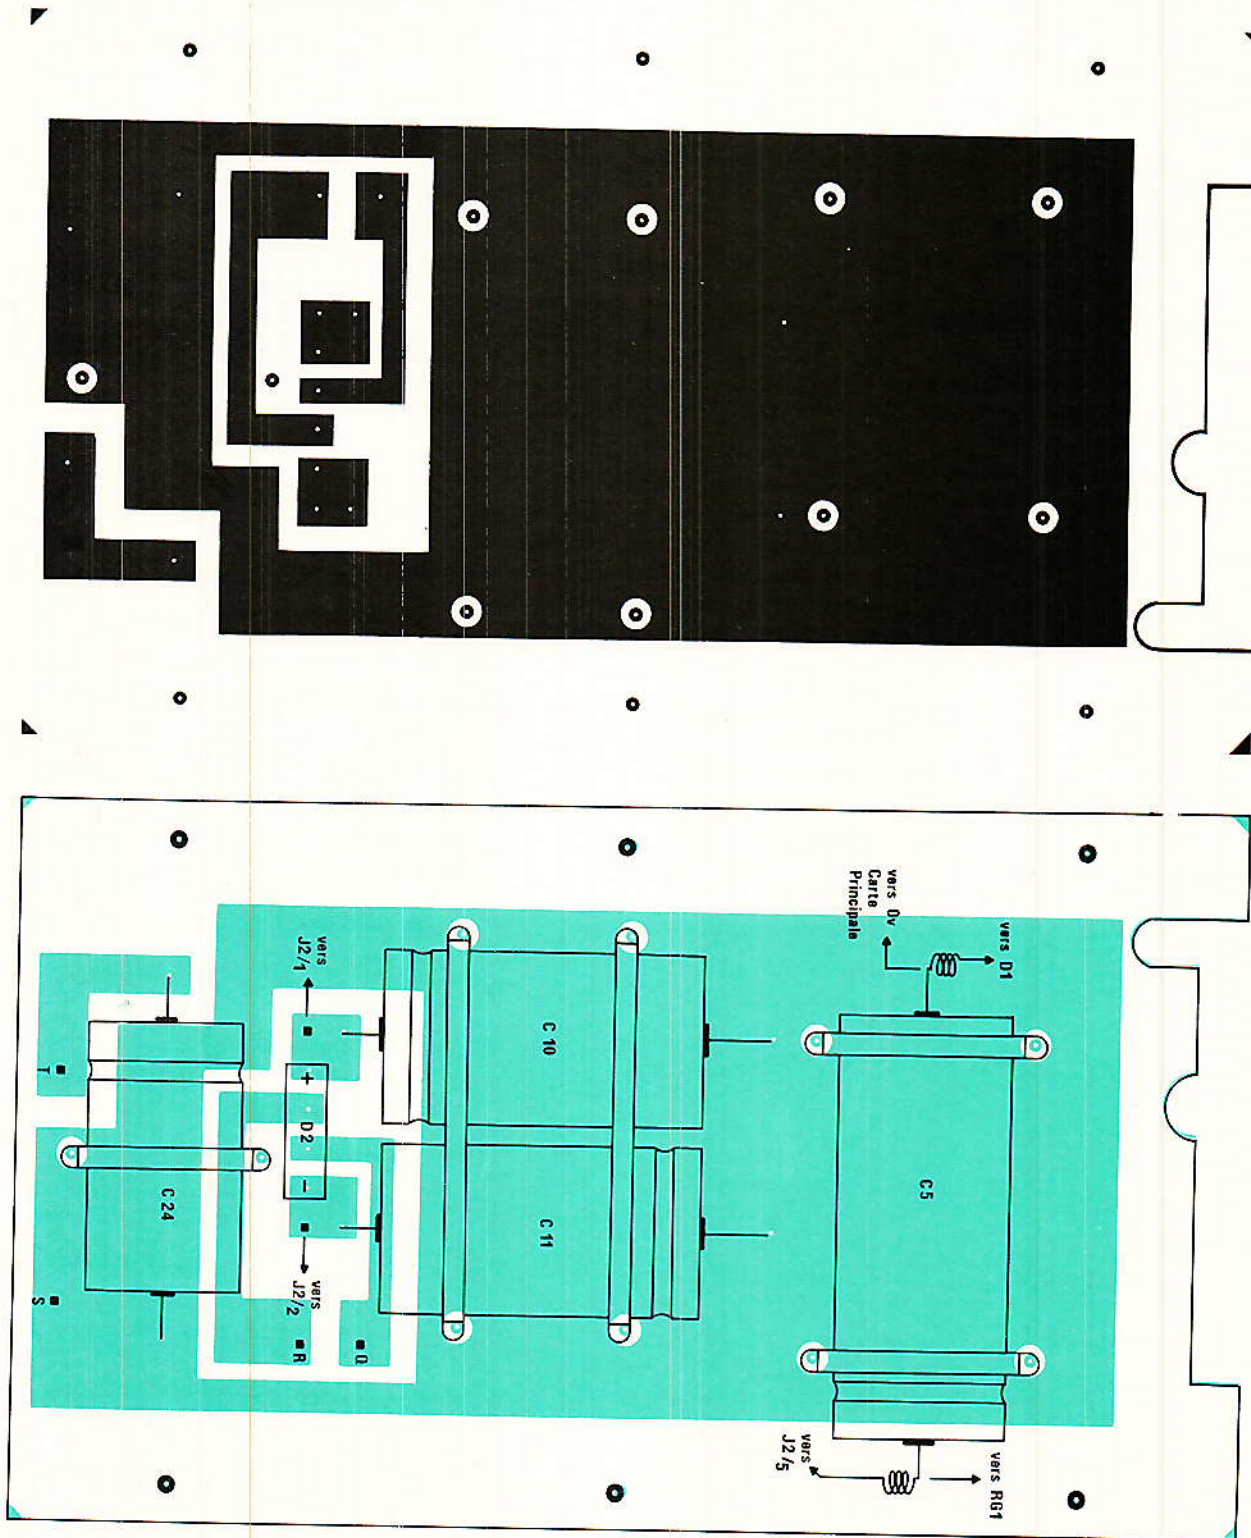 vers 0v
Carte
Principale
vers D1
vers
J2/1
C 10
+
D2
−
T
C 24
C5
C 11
vers
J2/2
S
R
Q
vers
J2/5
vers RG1